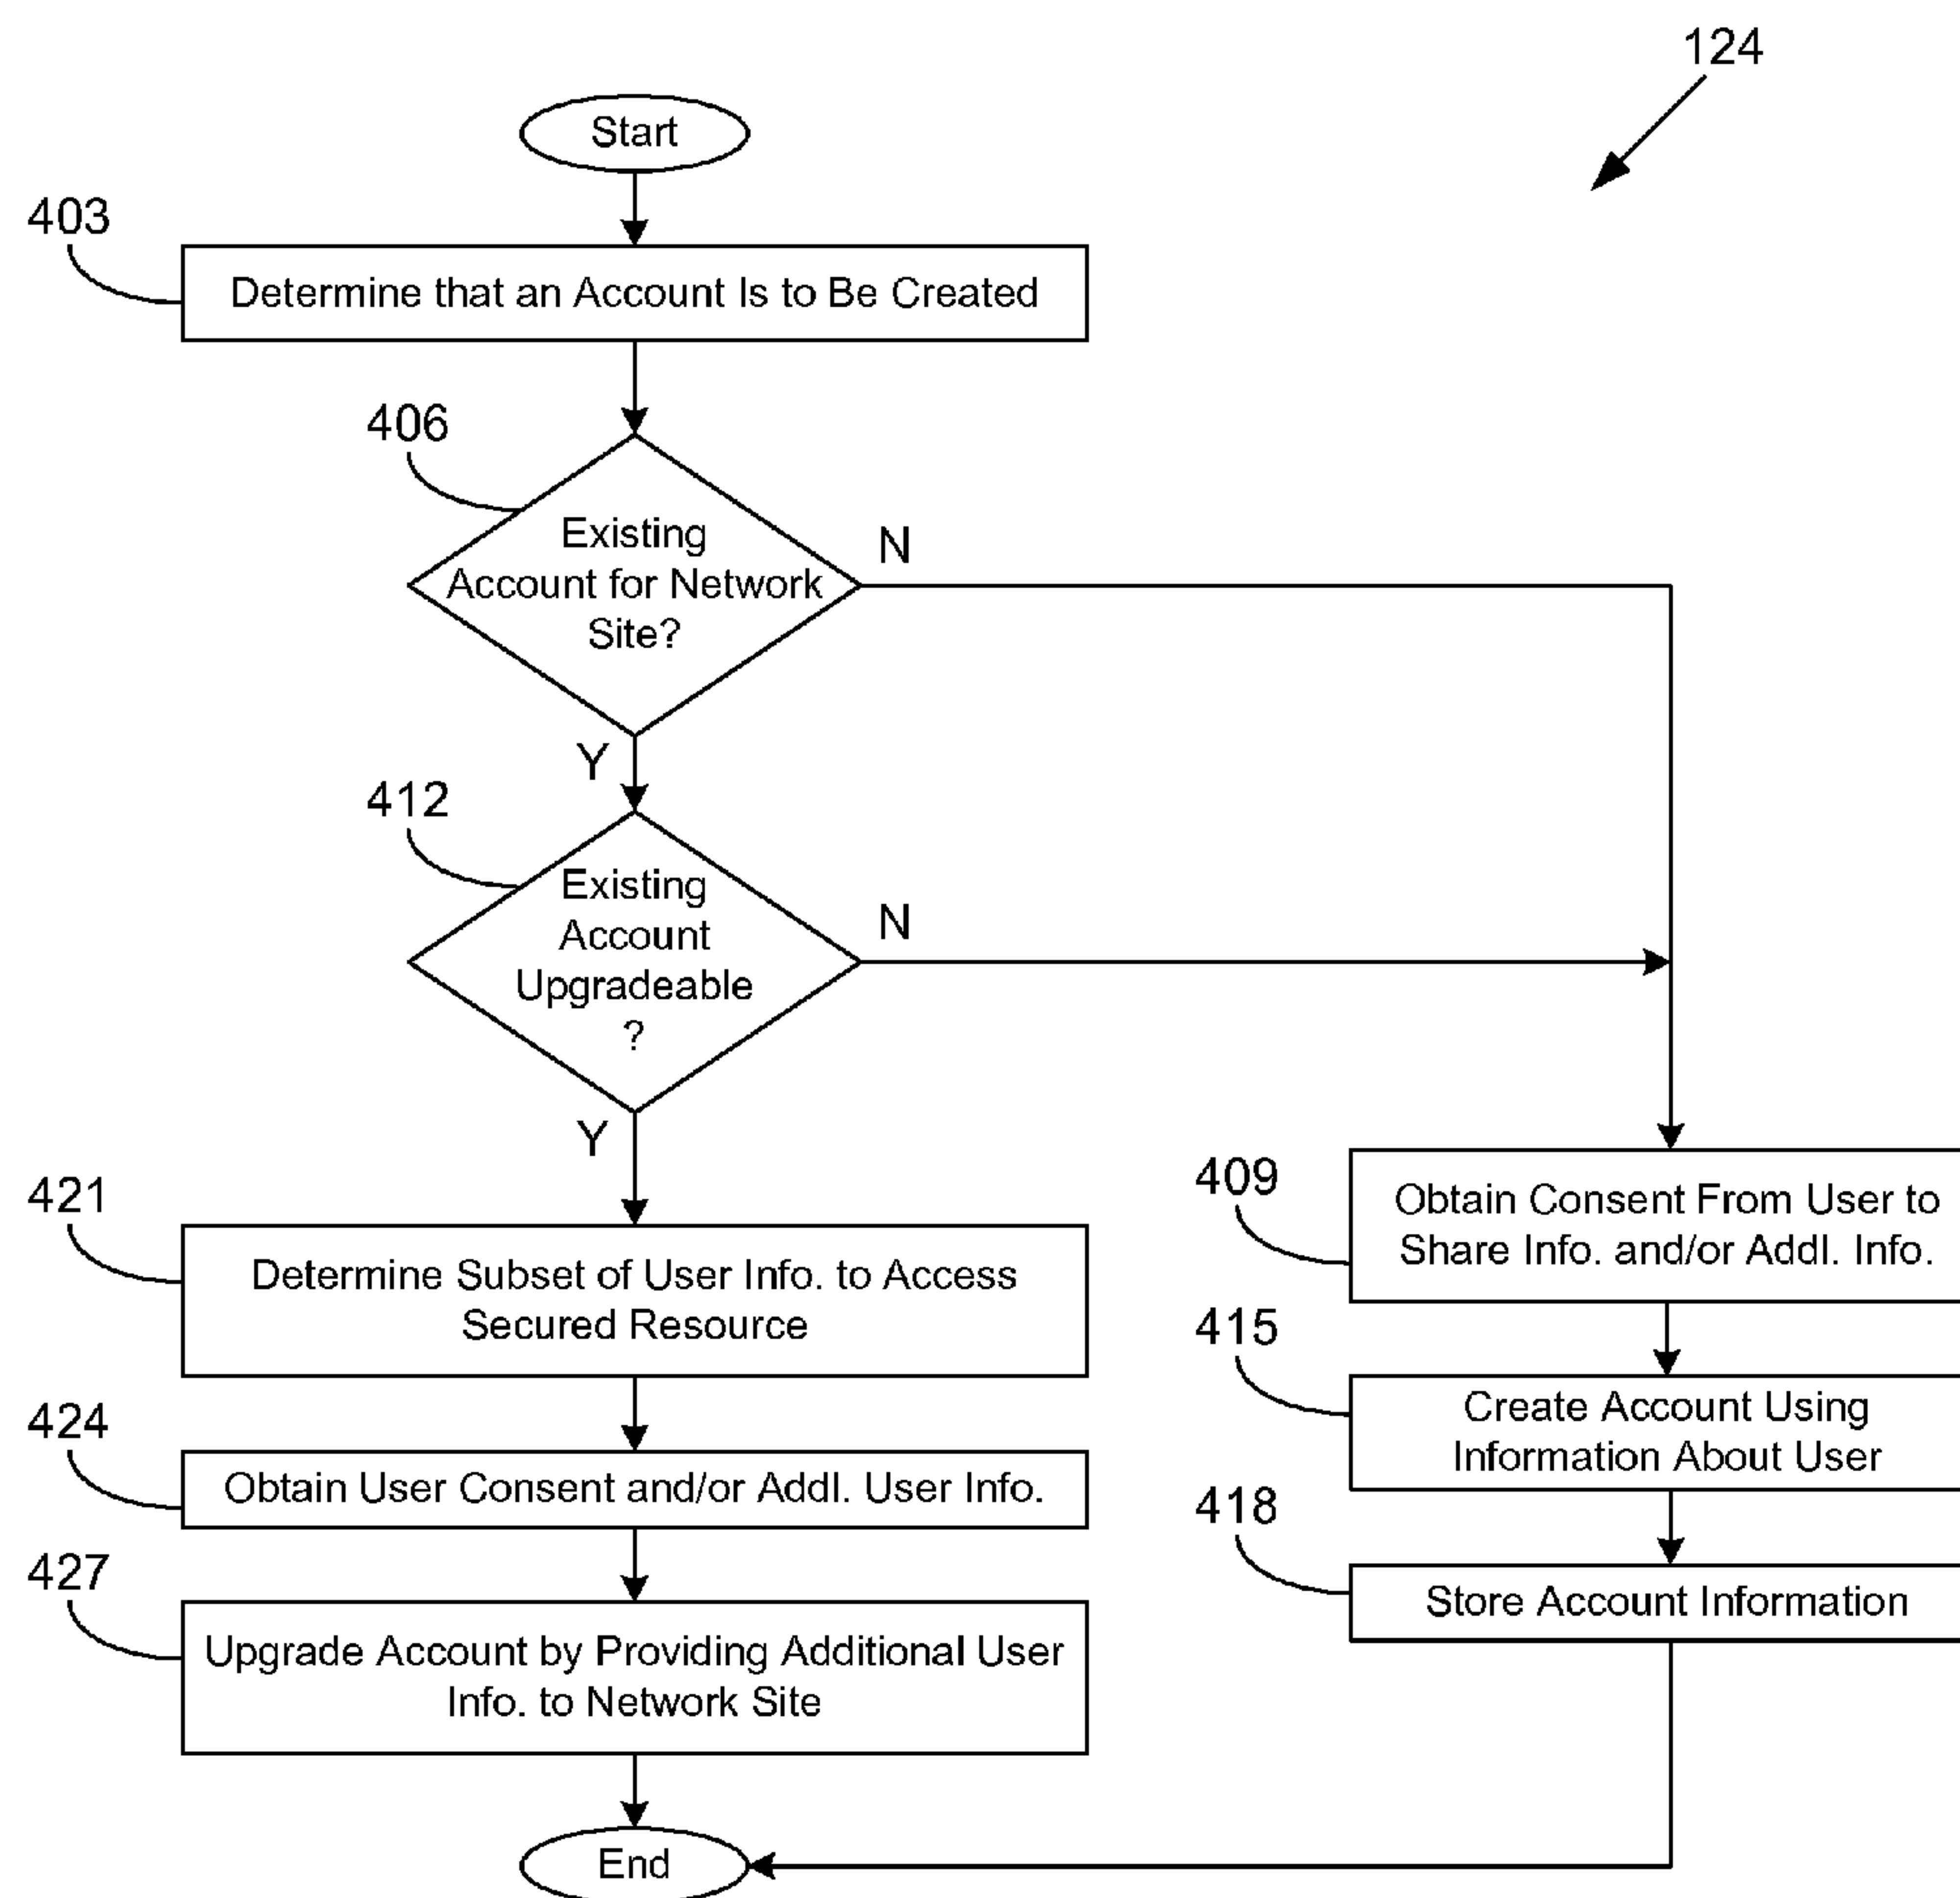 124
Start
403
Determine that an Account Is to Be Created
406
Existing
Account for Network
Site?
N
Y
412
Existing
Account
Upgradeable
?
N
Y
421
Determine Subset of User Info. to Access
Secured Resource
424
Obtain User Consent and/or Addl. User Info.
427
Upgrade Account by Providing Additional User
Info. to Network Site
409
Obtain Consent From User to
Share Info. and/or Addl. Info.
415
Create Account Using
Information About User
418
Store Account Information
End